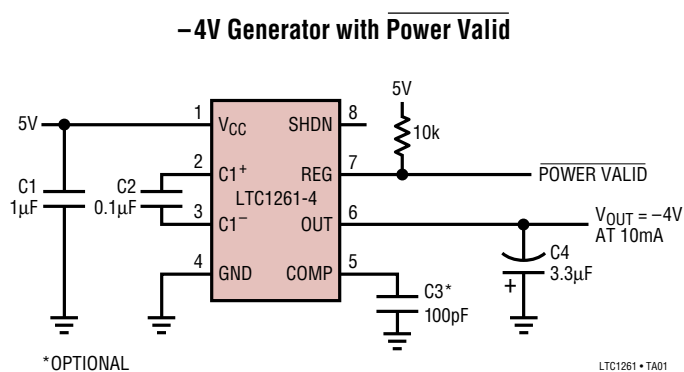 –4V Generator with Power Valid
5V
5V
1
VCC
SHDN
8
10k
2
C1+
REG
7
POWER VALID
C1
1µF
C2
0.1µF
LTC1261-4
3
C1–
OUT
6
VOUT = –4V
AT 10mA
C4
3.3µF
+
4
GND
COMP
5
C3*
100pF
*OPTIONAL
LTC1261 • TA01